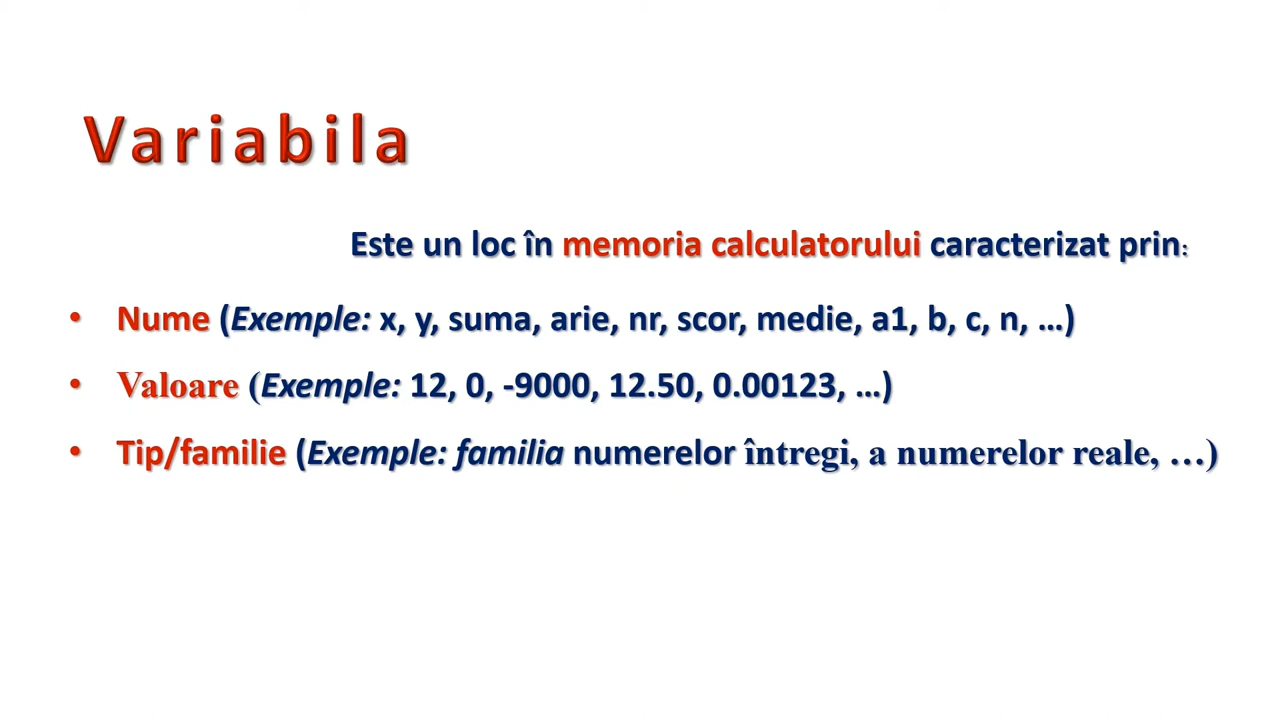 Variabila
Este un loc în memoria calculatorului caracterizat prin:
• Nume (Exemple: x, y, suma, arie, nr, scor, medie, a1, b, c, n, …)
• Valoare (Exemple: 12, 0, -9000, 12.50, 0.00123, …)
• Tip/familie (Exemple: familia numerelor întregi, a numerelor reale, …)